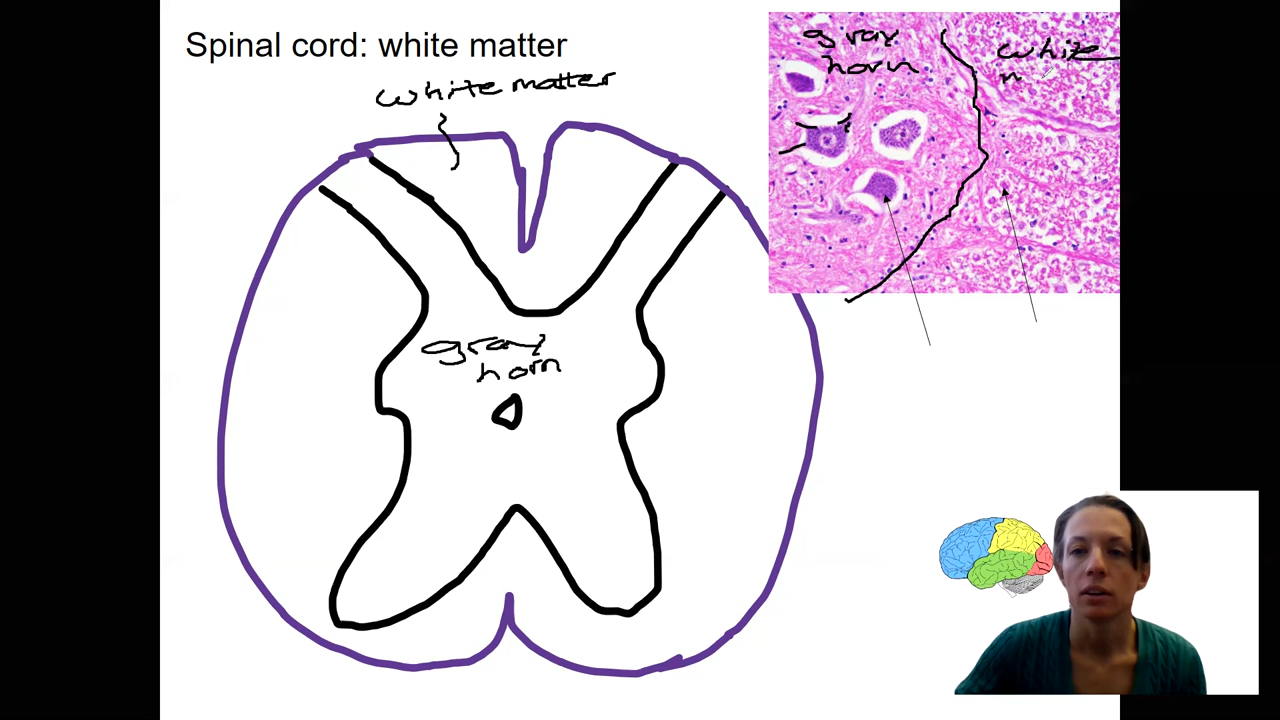 Spinal cord: white matter
white matter
gray
horn
white
m
gray
horn